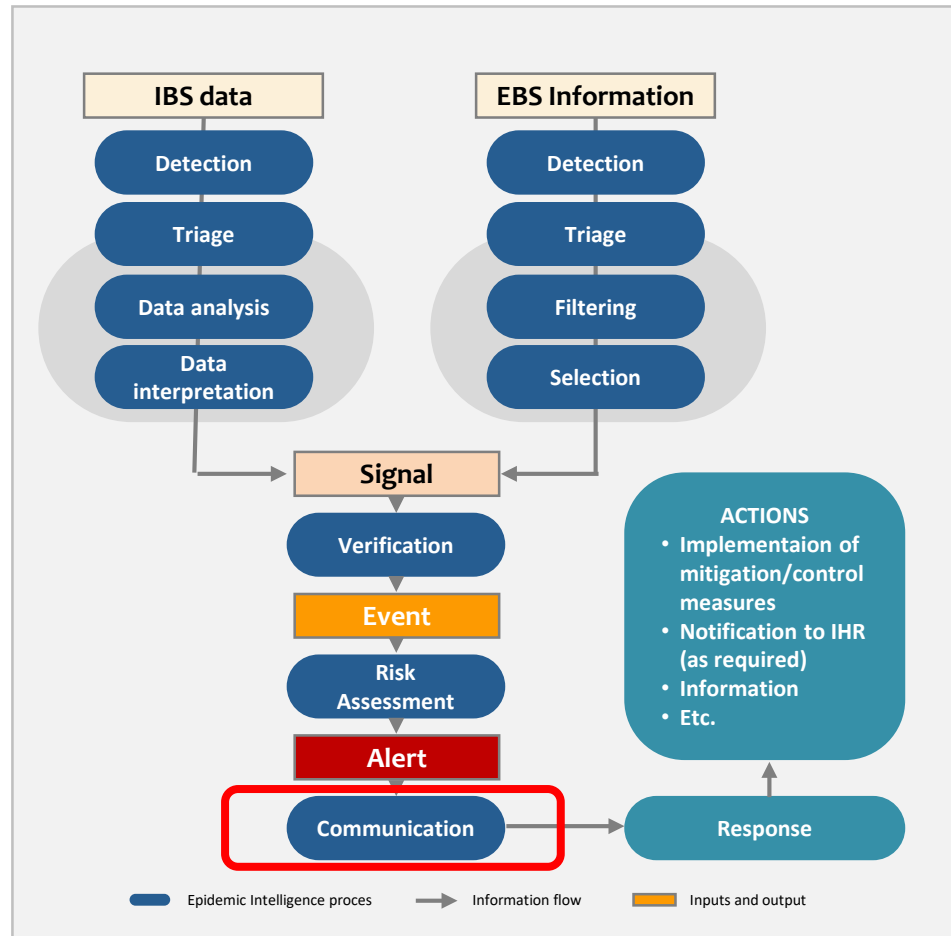 IBS data
Detection
Triage
Data analysis
Data
interpretation
EBS Information
Detection
Triage
Filtering
Selection
Signal
Verification
Event
Risk
Assessment
Alert
Communication
Response
ACTIONS
• Implementaion of
mitigation/control
measures
• Notification to IHR
(as required)
• Information
• Etc.
Epidemic Intelligence proces
Information flow
Inputs and output